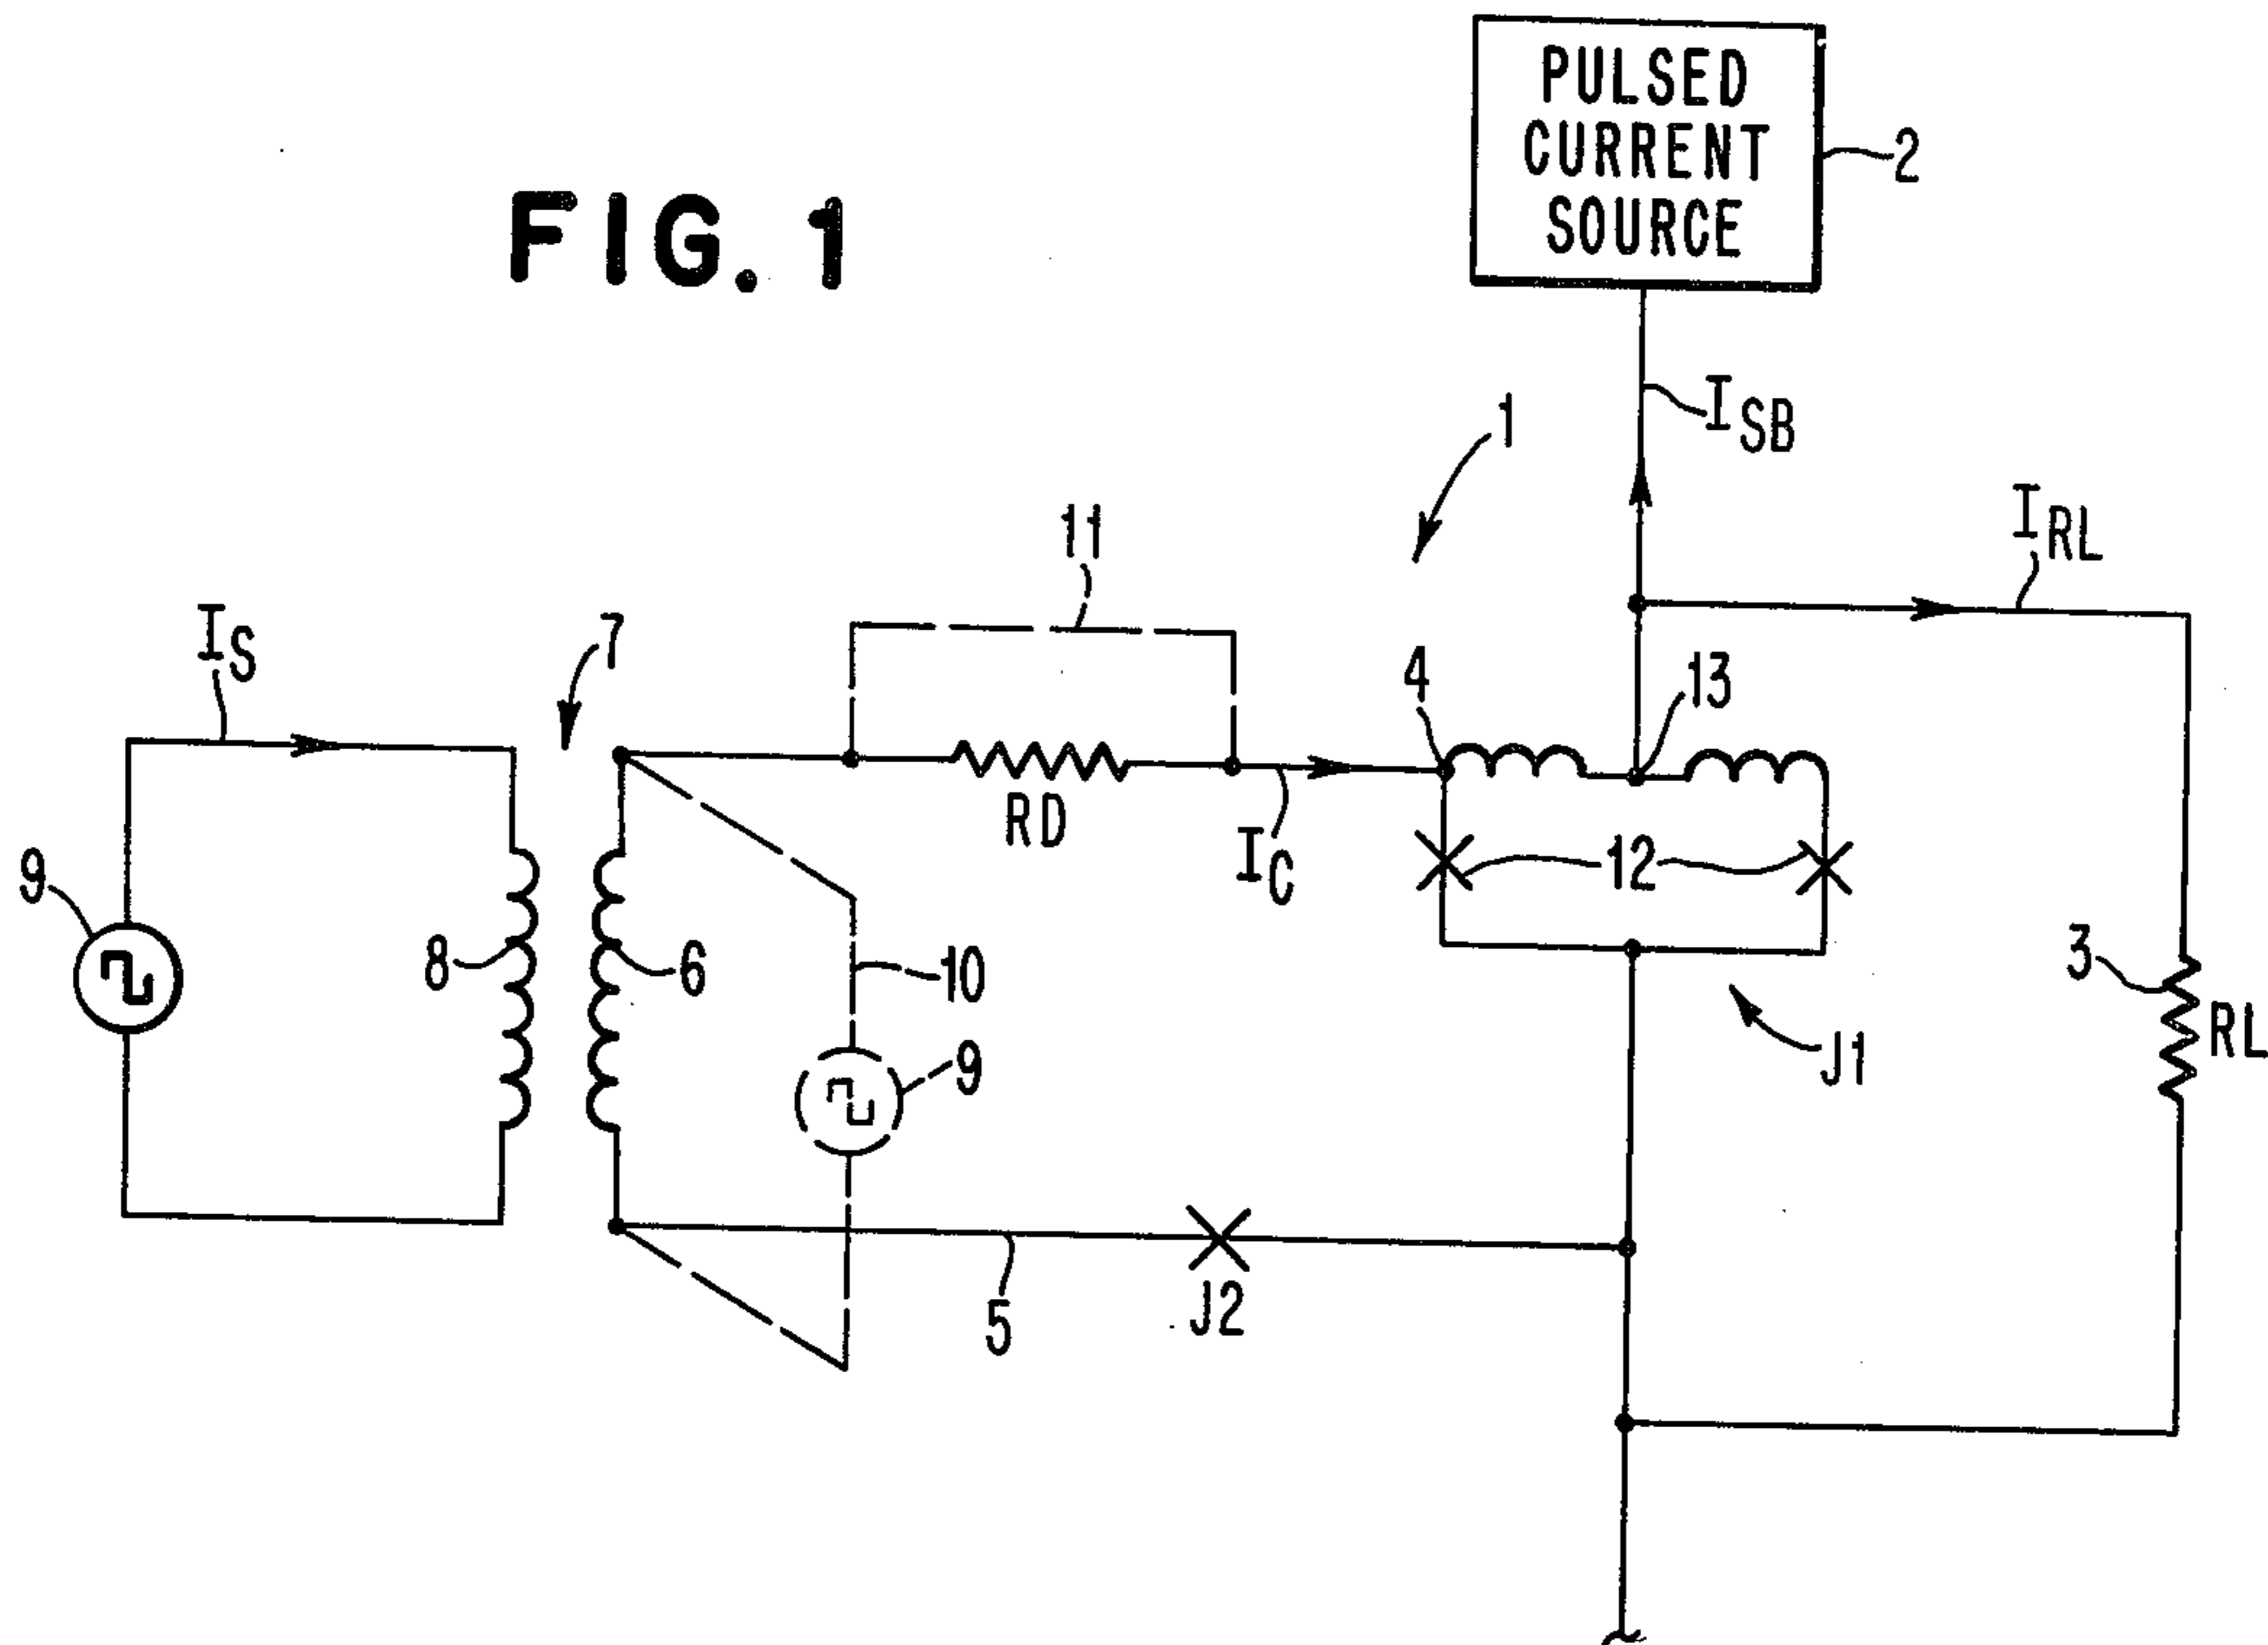 FIG. 1
PULSED
CURRENT
SOURCE
2
I_SB
1
I_RL
11
I_S
7
4
13
RD
I_C
12
9
8
6
10
9
3
RL
J1
5
J2